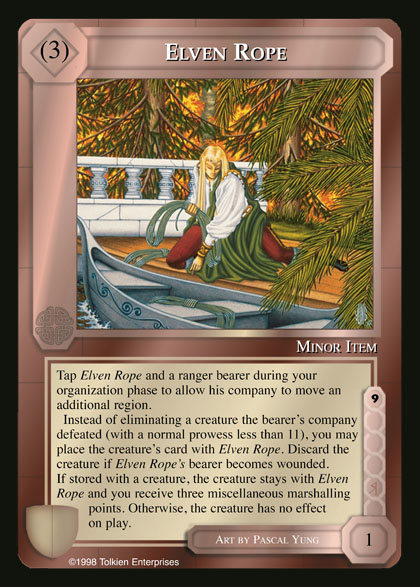 (3)
ELVEN ROPE
MINOR ITEM
Tap Elven Rope and a ranger bearer during your
organization phase to allow his company to move an
additional region.
Instead of eliminating a creature the bearer's company
defeated (with a normal prowess less than 11), you may
place the creature's card with Elven Rope. Discard the
creature if Elven Rope's bearer becomes wounded.
If stored with a creature, the creature stays with Elven
Rope and you receive three miscellaneous marshalling
points. Otherwise, the creature has no effect
on play.
9
ART BY PASCAL YUNG
1
©1998 Tolkien Enterprises